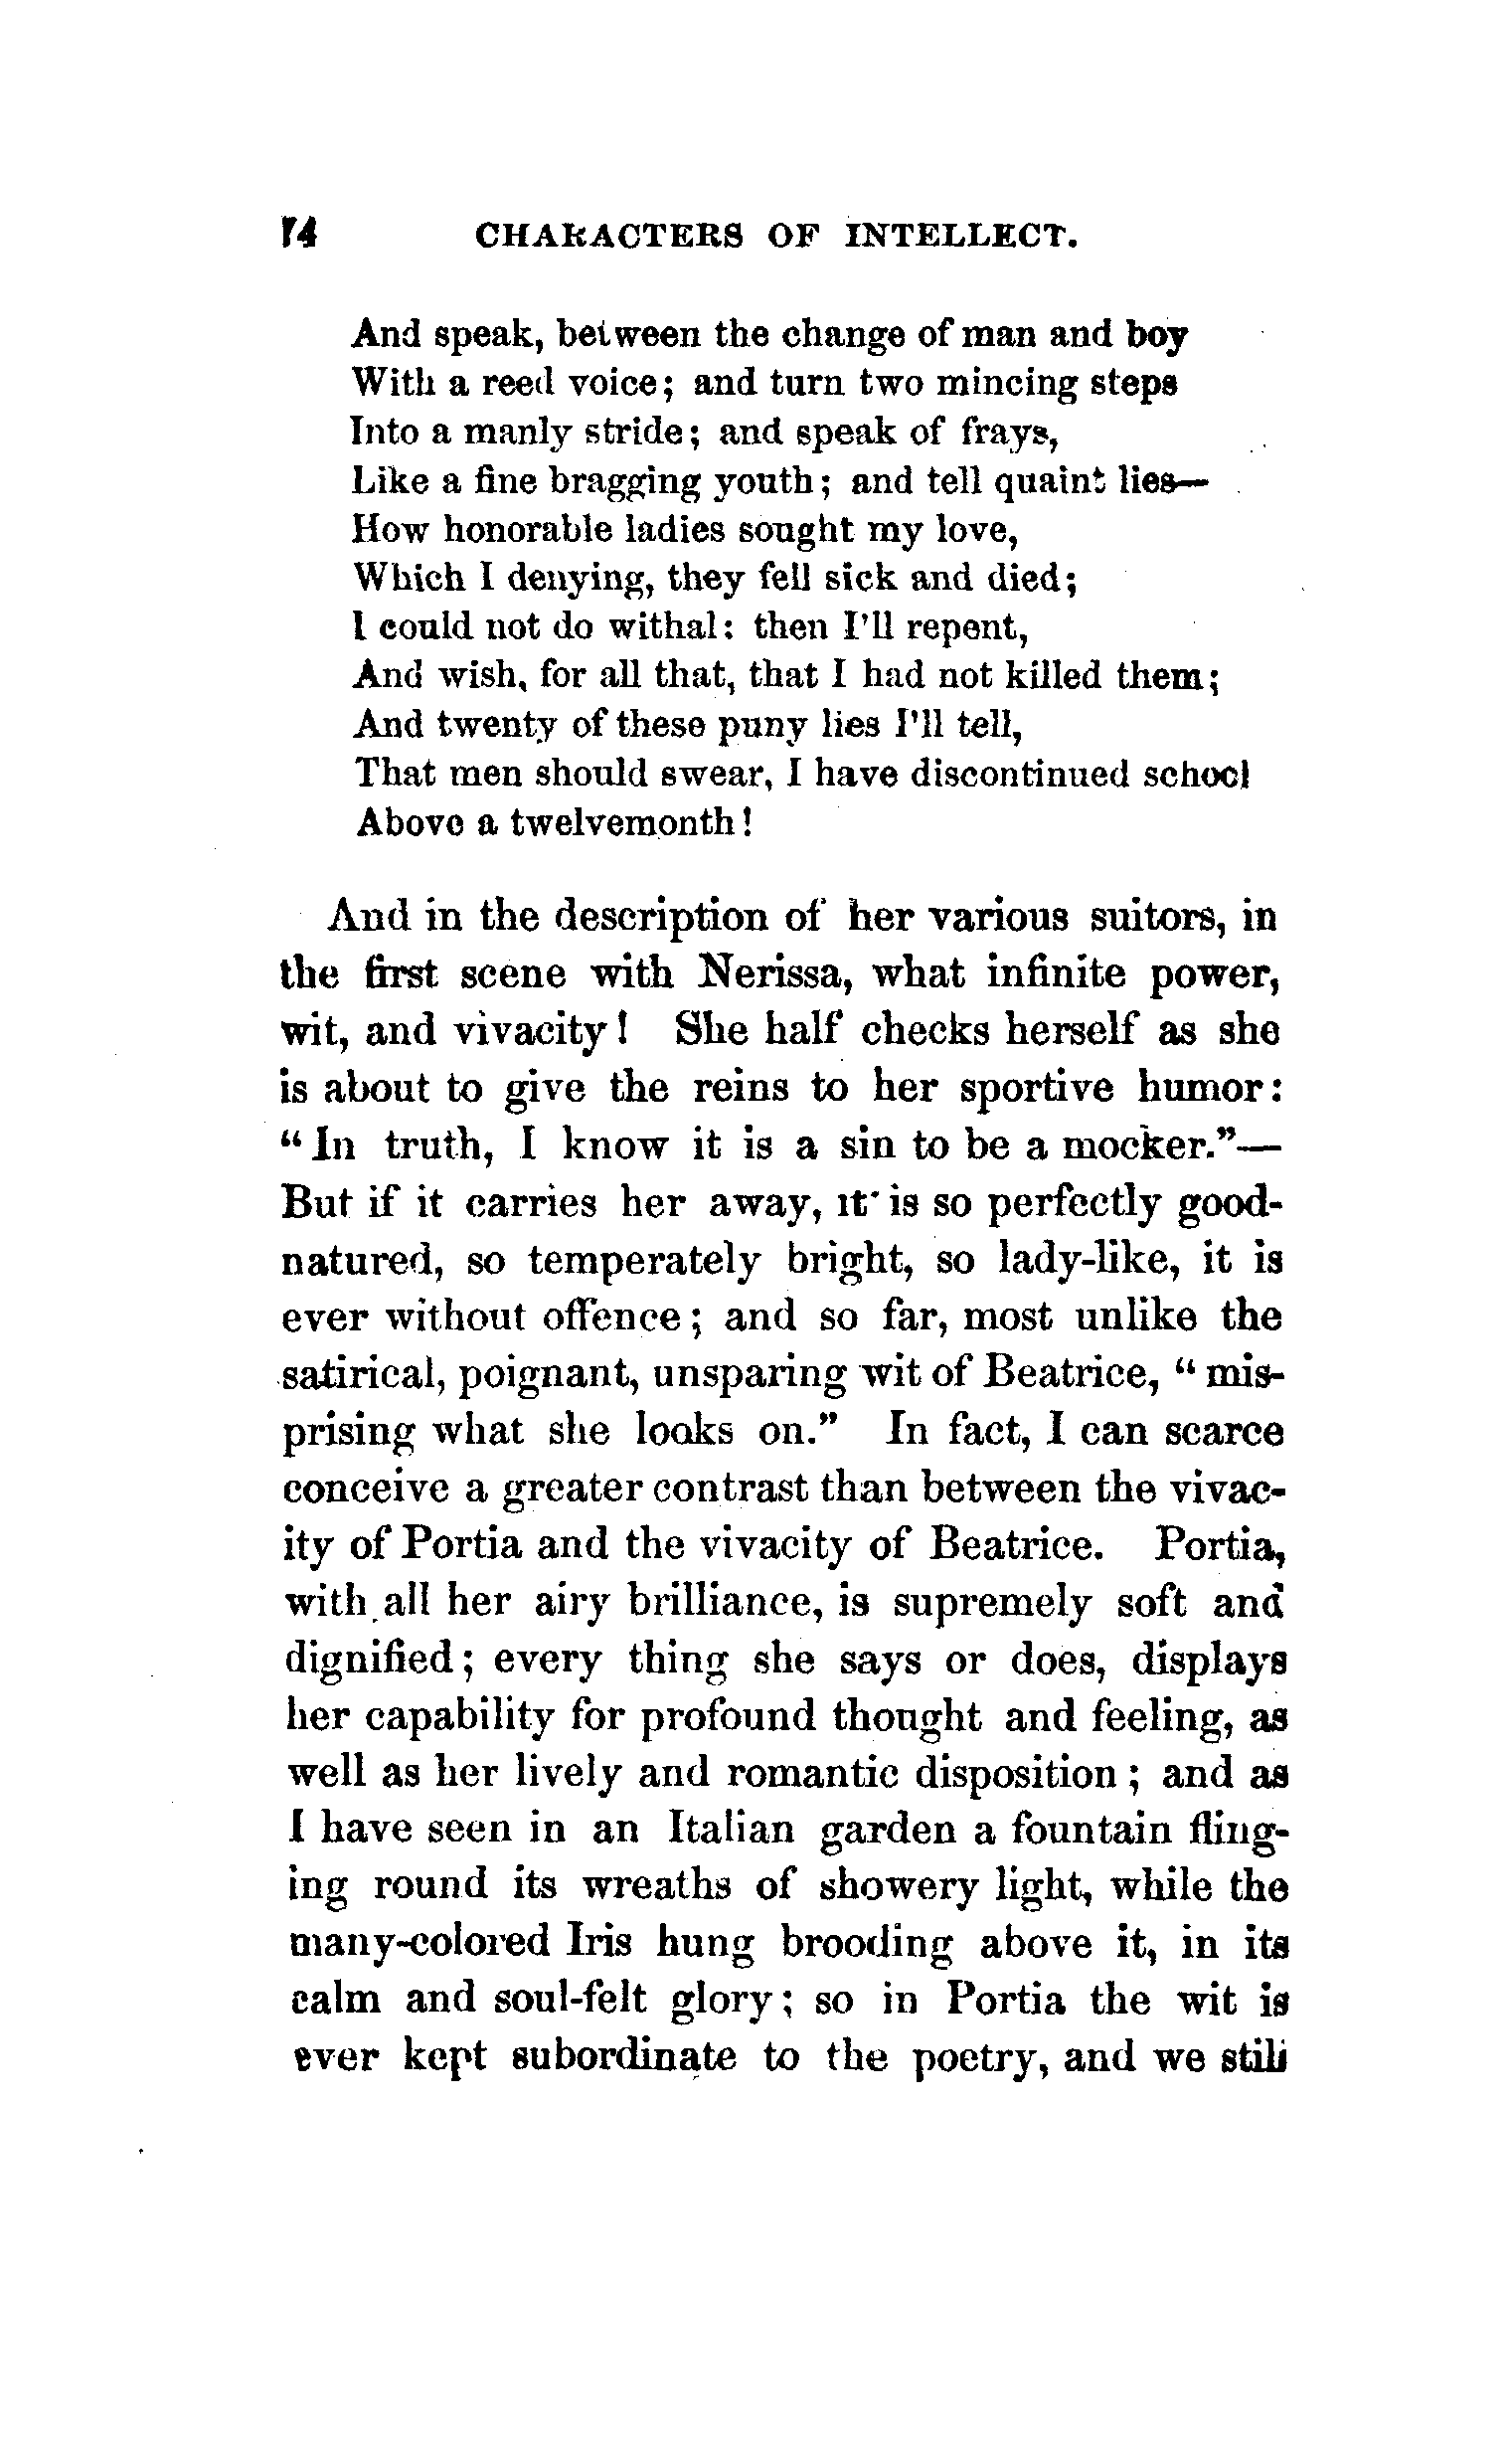 74 CHARACTERS OF INTELLECT.
And speak, between the change of man and boy
With a reed voice; and turn two mincing steps
Into a manly stride; and speak of frays,
Like a fine bragging youth; and tell quaint lies—
How honorable ladies sought my love,
Which I denying, they fell sick and died;
I could not do withal: then I'll repent,
And wish, for all that, that I had not killed them;
And twenty of these puny lies I'll tell,
That men should swear, I have discontinued school
Above a twelvemonth!
And in the description of her various suitors, in
the first scene with Nerissa, what infinite power,
wit, and vivacity! She half checks herself as she
is about to give the reins to her sportive humor:
“In truth, I know it is a sin to be a mocker.”—
But if it carries her away, it is so perfectly good-
natured, so temperately bright, so lady-like, it is
ever without offence; and so far, most unlike the
satirical, poignant, unsparing wit of Beatrice, “mis-
prising what she looks on.” In fact, I can scarce
conceive a greater contrast than between the vivac-
ity of Portia and the vivacity of Beatrice. Portia,
with all her airy brilliance, is supremely soft and
dignified; every thing she says or does, displays
her capability for profound thought and feeling, as
well as her lively and romantic disposition; and as
I have seen in an Italian garden a fountain fling-
ing round its wreaths of showery light, while the
many-colored Iris hung brooding above it, in its
calm and soul-felt glory; so in Portia the wit is
ever kept subordinate to the poetry, and we still